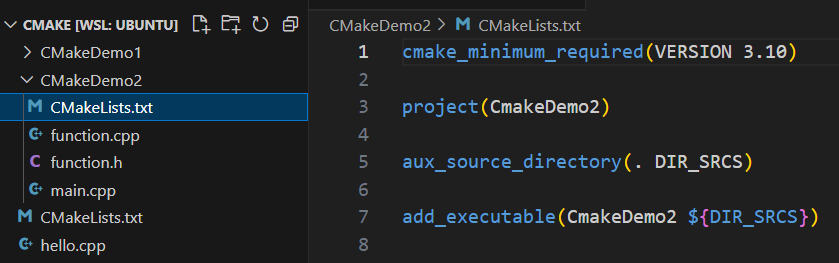 CMAKE [WSL: UBUNTU]
CMakeDemo1
CMakeDemo2
CMakeLists.txt
function.cpp
function.h
main.cpp
CMakeLists.txt
hello.cpp
CMakeDemo2 > CMakeLists.txt
1 cmake_minimum_required(VERSION 3.10)
2
3 project(CmakeDemo2)
4
5 aux_source_directory(. DIR_SRCS)
6
7 add_executable(CmakeDemo2 ${DIR_SRCS})
8